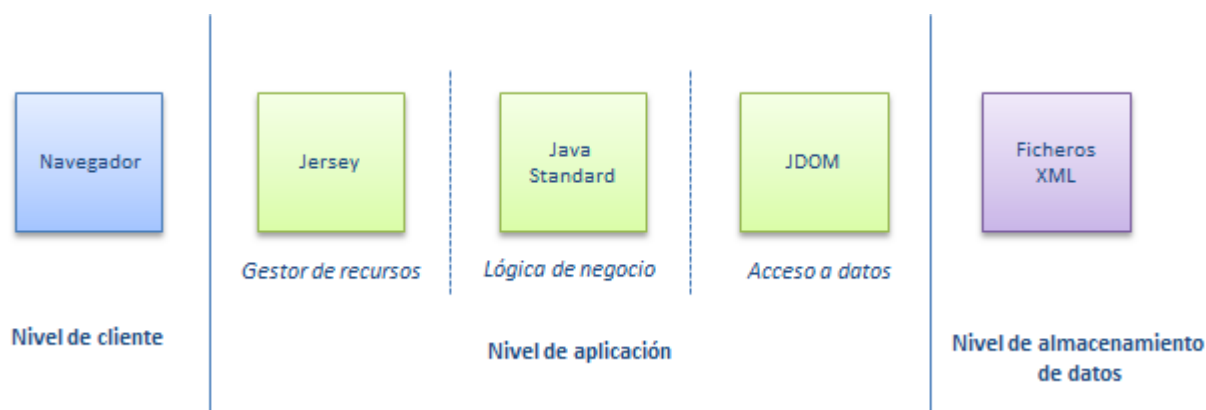 Navegador
Jersey
Java
Standard
JDOM
Ficheros
XML
Gestor de recursos
Lógica de negocio
Acceso a datos
Nivel de cliente
Nivel de aplicación
Nivel de almacenamiento
de datos